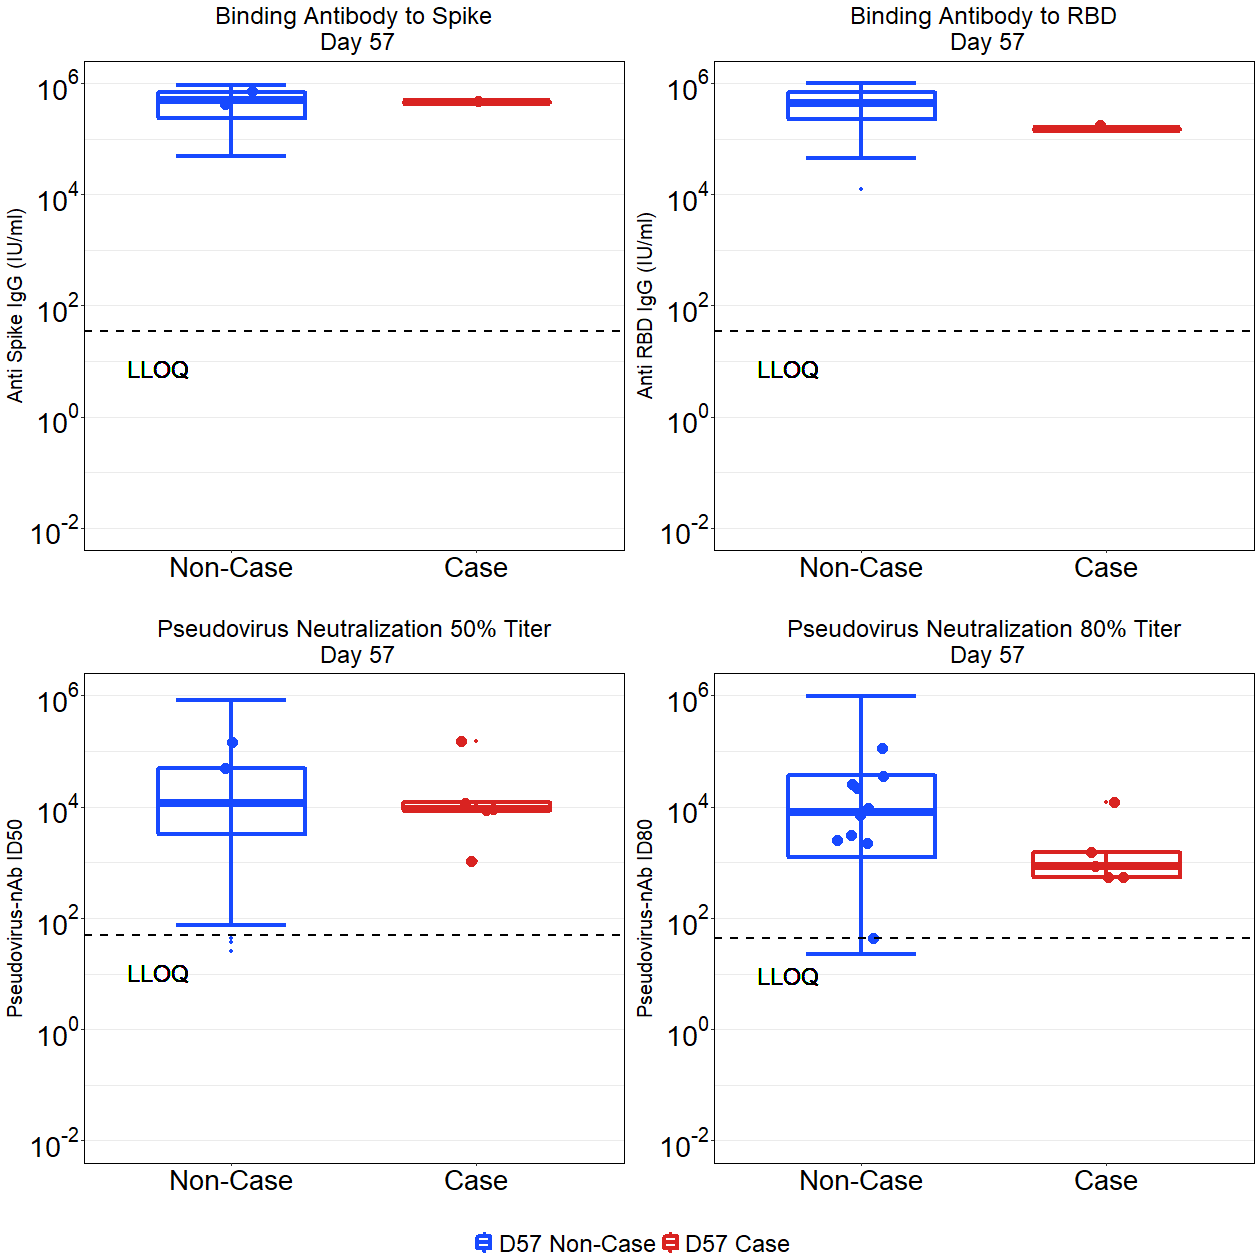 Binding Antibody to Spike
Day 57
Anti Spike IgG (IU/ml)
10^6
10^4
10^2
10^0
10^-2
LLOQ
Non-Case
Case
Binding Antibody to RBD
Day 57
Anti RBD IgG (IU/ml)
10^6
10^4
10^2
10^0
10^-2
LLOQ
Non-Case
Case
Pseudovirus Neutralization 50% Titer
Day 57
Pseudovirus-nAb ID50
10^6
10^4
10^2
10^0
10^-2
LLOQ
Non-Case
Case
Pseudovirus Neutralization 80% Titer
Day 57
Pseudovirus-nAb ID80
10^6
10^4
10^2
10^0
10^-2
LLOQ
Non-Case
Case
D57 Non-Case D57 Case